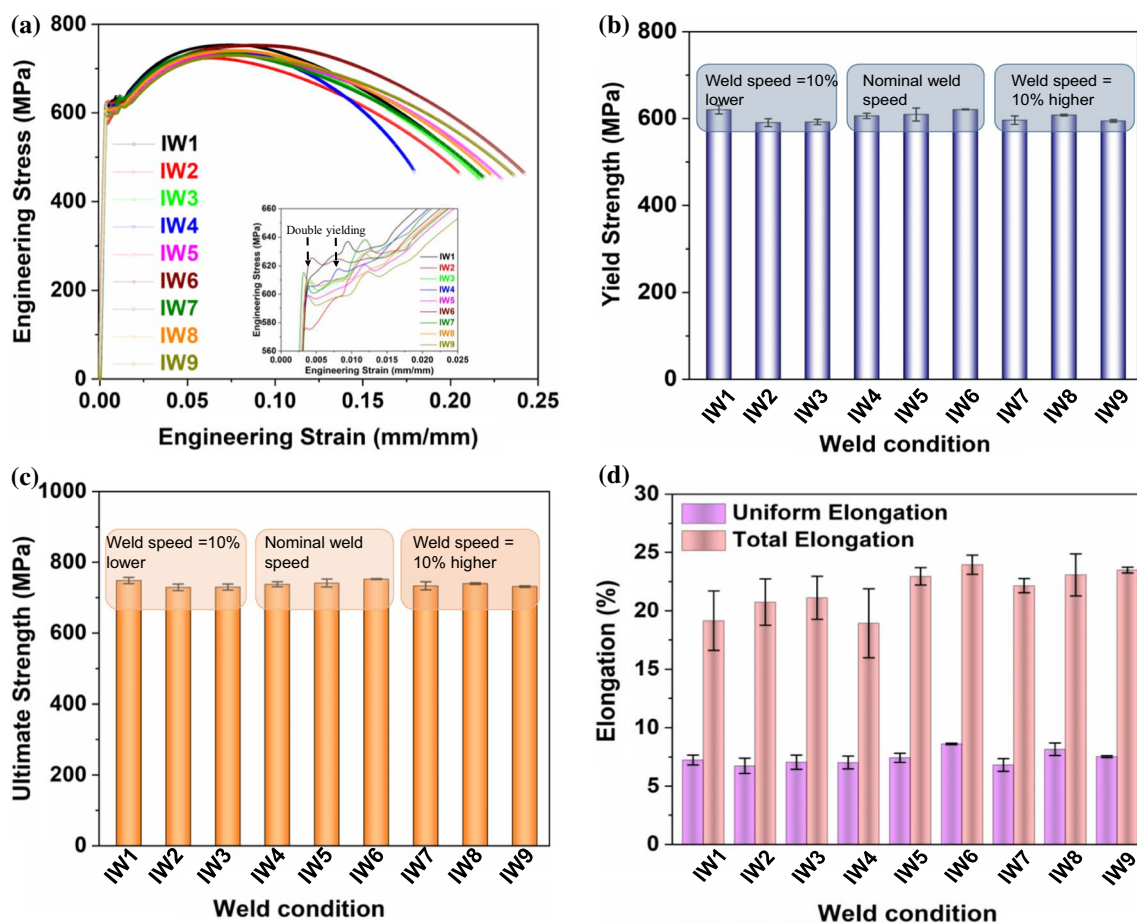 (a)
800
600
400
200
0
Engineering Stress (MPa)
IW1
IW2
IW3
IW4
IW5
IW6
IW7
IW8
IW9
0.00
0.05
0.10
0.15
0.20
0.25
Engineering Strain (mm/mm)
660
640
620
600
580
560
Engineering Stress (MPa)
Double yielding
IW1
IW2
IW3
IW4
IW5
IW6
IW7
IW8
IW9
0.000
0.005
0.010
0.015
0.020
0.025
Engineering Strain (mm/mm)
(b)
800
600
400
200
0
Yield Strength (MPa)
Weld speed =10%
lower
Nominal weld
speed
Weld speed =
10% higher
IW1
IW2
IW3
IW4
IW5
IW6
IW7
IW8
IW9
Weld condition
(c)
1000
800
600
400
200
0
Ultimate Strength (MPa)
Weld speed =10%
lower
Nominal weld
speed
Weld speed =
10% higher
IW1
IW2
IW3
IW4
IW5
IW6
IW7
IW8
IW9
Weld condition
(d)
30
25
20
15
10
5
0
Elongation (%)
Uniform Elongation
Total Elongation
IW1
IW2
IW3
IW4
IW5
IW6
IW7
IW8
IW9
Weld condition